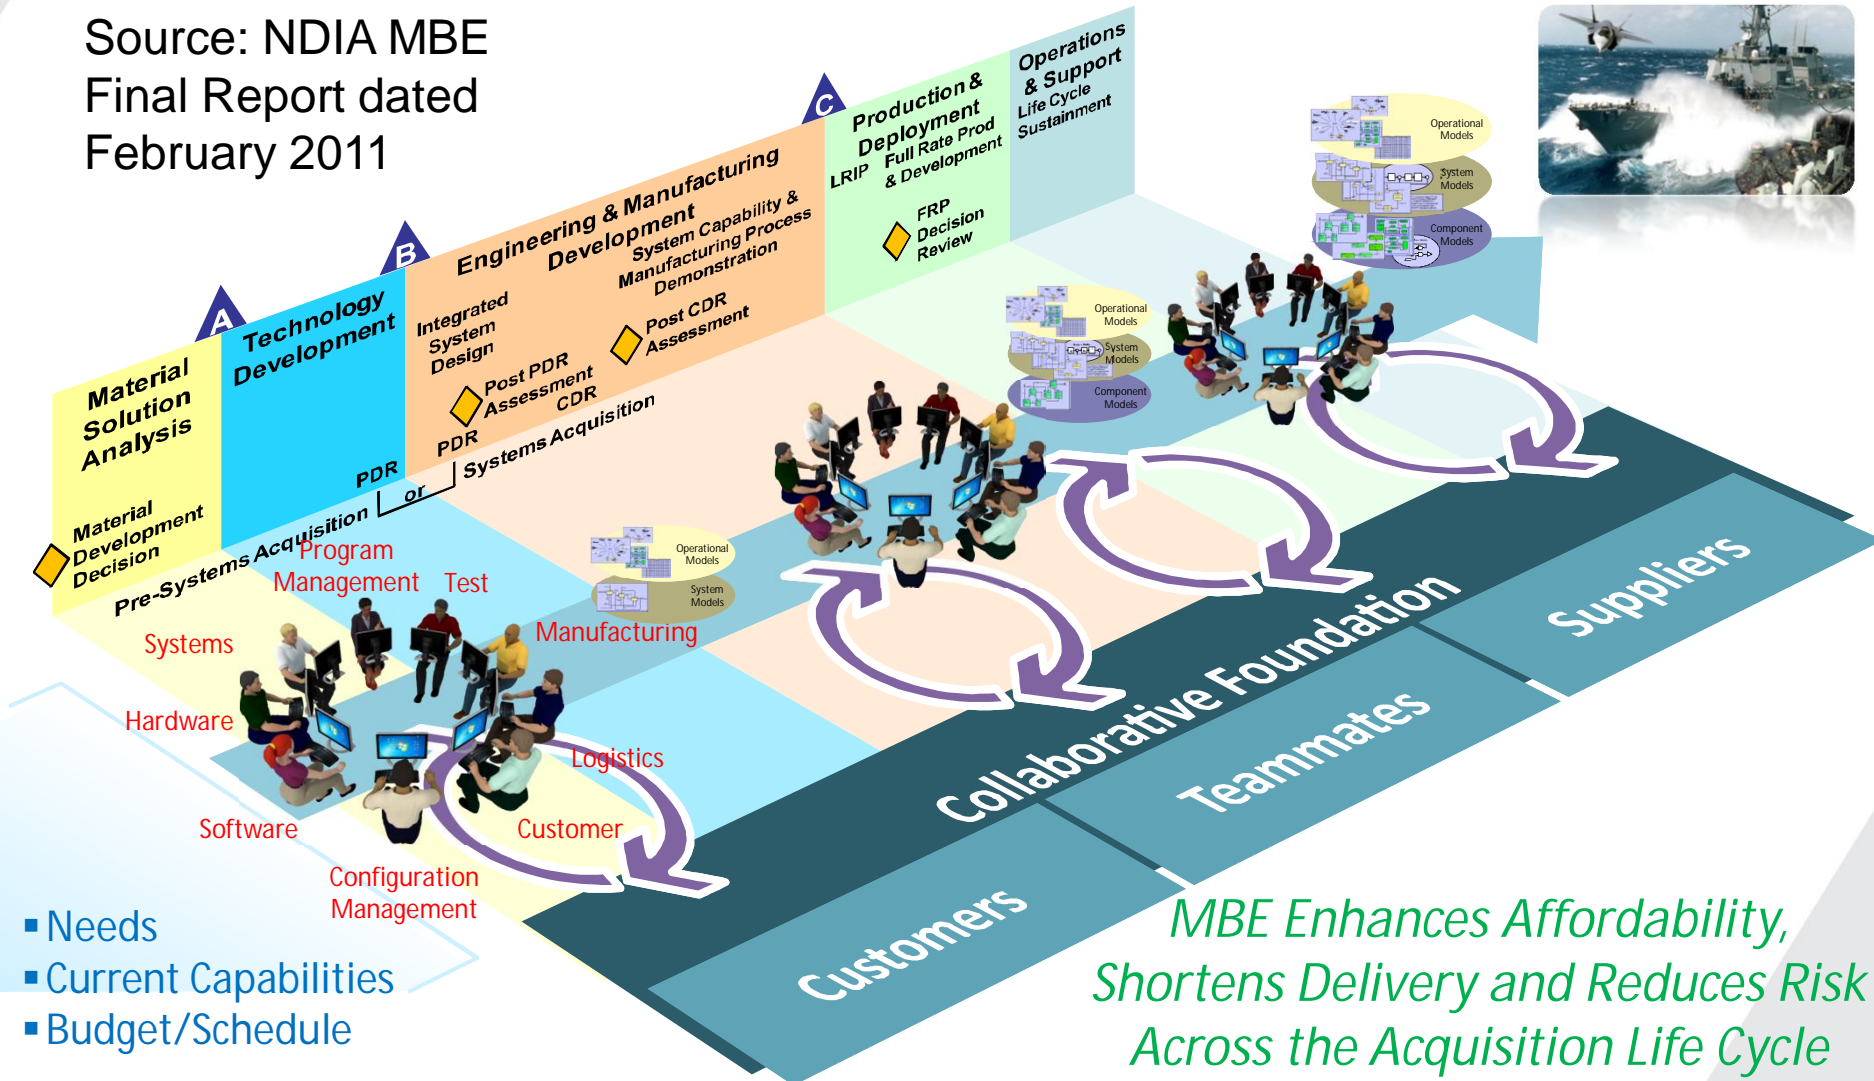 Source: NDIA MBE
Final Report dated
February 2011
A
B
C
Material
Solution
Analysis
Material
Development
Decision
Technology
Development
PDR
Engineering & Manufacturing
Development
Integrated
System
Design
System Capability &
Manufacturing Process
Demonstration
Post PDR
Assessment
Post CDR
Assessment
PDR
CDR
Production &
Deployment
LRIP
Full Rate Prod
& Development
FRP
Decision
Review
Operations
& Support
Life Cycle
Sustainment
Pre-Systems Acquisition
or
Systems Acquisition
Operational
Models
System
Models
Component
Models
Operational
Models
System
Models
Component
Models
Operational
Models
System
Models
Program
Management
Test
Systems
Manufacturing
Hardware
Logistics
Software
Customer
Configuration
Management
Collaborative Foundation
Customers
Teammates
Suppliers
▪ Needs
▪ Current Capabilities
▪ Budget/Schedule
MBE Enhances Affordability,
Shortens Delivery and Reduces Risk
Across the Acquisition Life Cycle